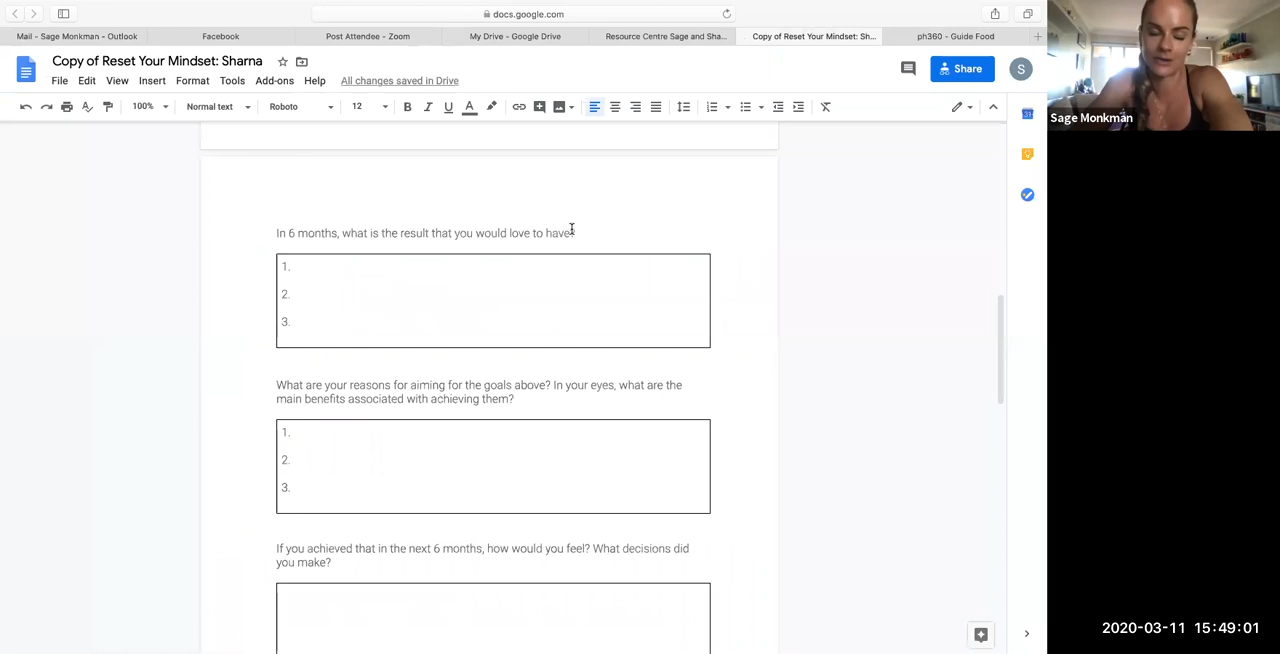 docs.google.com
Mail - Sage Monkman - Outlook
Facebook
Post Attendee - Zoom
My Drive - Google Drive
Resource Centre Sage and Sha...
Copy of Reset Your Mindset: Sh...
ph360 - Guide Food
Copy of Reset Your Mindset: Sharna
File Edit View Insert Format Tools Add-ons Help All changes saved in Drive
Share
S
100% Normal text Roboto 12 B I U A
31
Sage Monkman
In 6 months, what is the result that you would love to have?
1.
2.
3.
What are your reasons for aiming for the goals above? In your eyes, what are the
main benefits associated with achieving them?
1.
2.
3.
If you achieved that in the next 6 months, how would you feel? What decisions did
you make?
2020-03-11 15:49:01